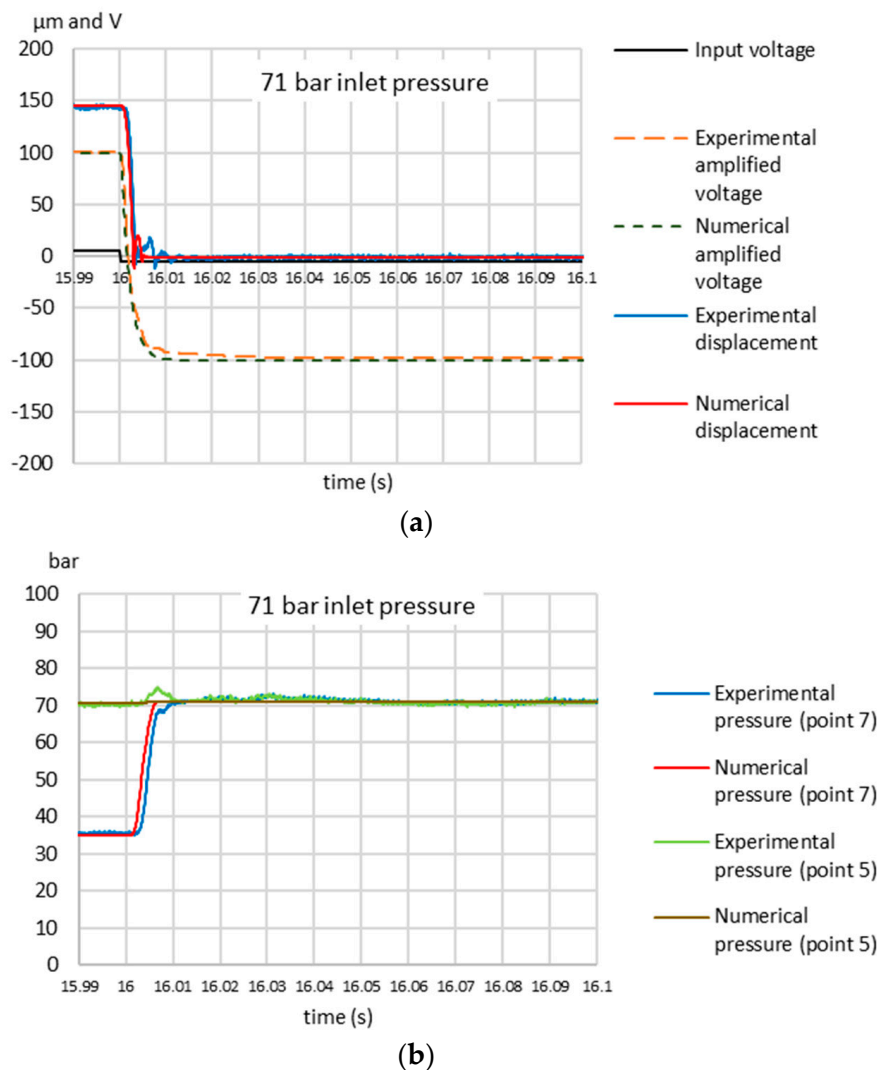 µm and V
200
150
100
50
0
-50
-100
-150
-200
71 bar inlet pressure
15.99 16 16.01 16.02 16.03 16.04 16.05 16.06 16.07 16.08 16.09 16.1
time (s)
Input voltage
Experimental
amplified
voltage
Numerical
amplified
voltage
Experimental
displacement
Numerical
displacement
(a)
bar
100
90
80
70
60
50
40
30
20
10
0
71 bar inlet pressure
15.99 16 16.01 16.02 16.03 16.04 16.05 16.06 16.07 16.08 16.09 16.1
time (s)
Experimental
pressure (point 7)
Numerical
pressure (point 7)
Experimental
pressure (point 5)
Numerical
pressure (point 5)
(b)